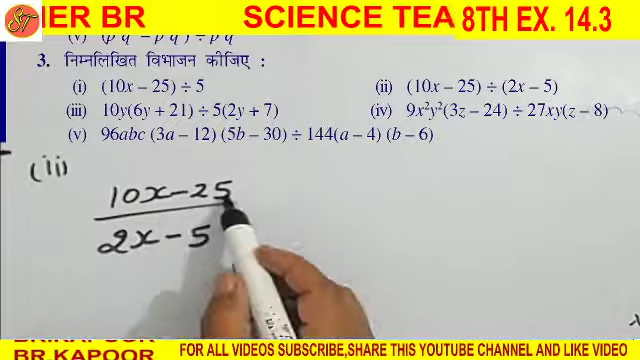 IER BR SCIENCE TEA 8TH EX. 14.3
ST
3. निम्नलिखित विभाजन कीजिए :
(i) (10x – 25) ÷ 5 (ii) (10x – 25) ÷ (2x – 5)
(iii) 10y(6y + 21) ÷ 5(2y + 7) (iv) 9x²y²(3z – 24) ÷ 27xy(z – 8)
(v) 96abc (3a – 12) (5b – 30) ÷ 144(a – 4) (b – 6)
(ii)
10x – 25
2x – 5
BR KAPOOR FOR ALL VIDEOS SUBSCRIBE,SHARE THIS YOUTUBE CHANNEL AND LIKE VIDEO